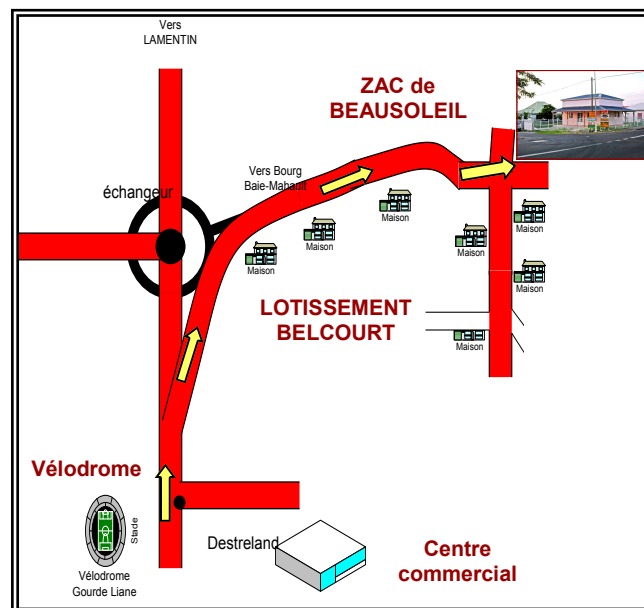 Vers
LAMENTIN
ZAC de
BEAUSOLEIL
Vers Bourg
Baie-Mahault
échangeur
Maison
Maison
Maison
Maison
Maison
Maison
Maison
LOTISSEMENT
BELCOURT
Vélodrome
Stade
Vélodrome
Gourde Liane
Destreland
Centre
commercial